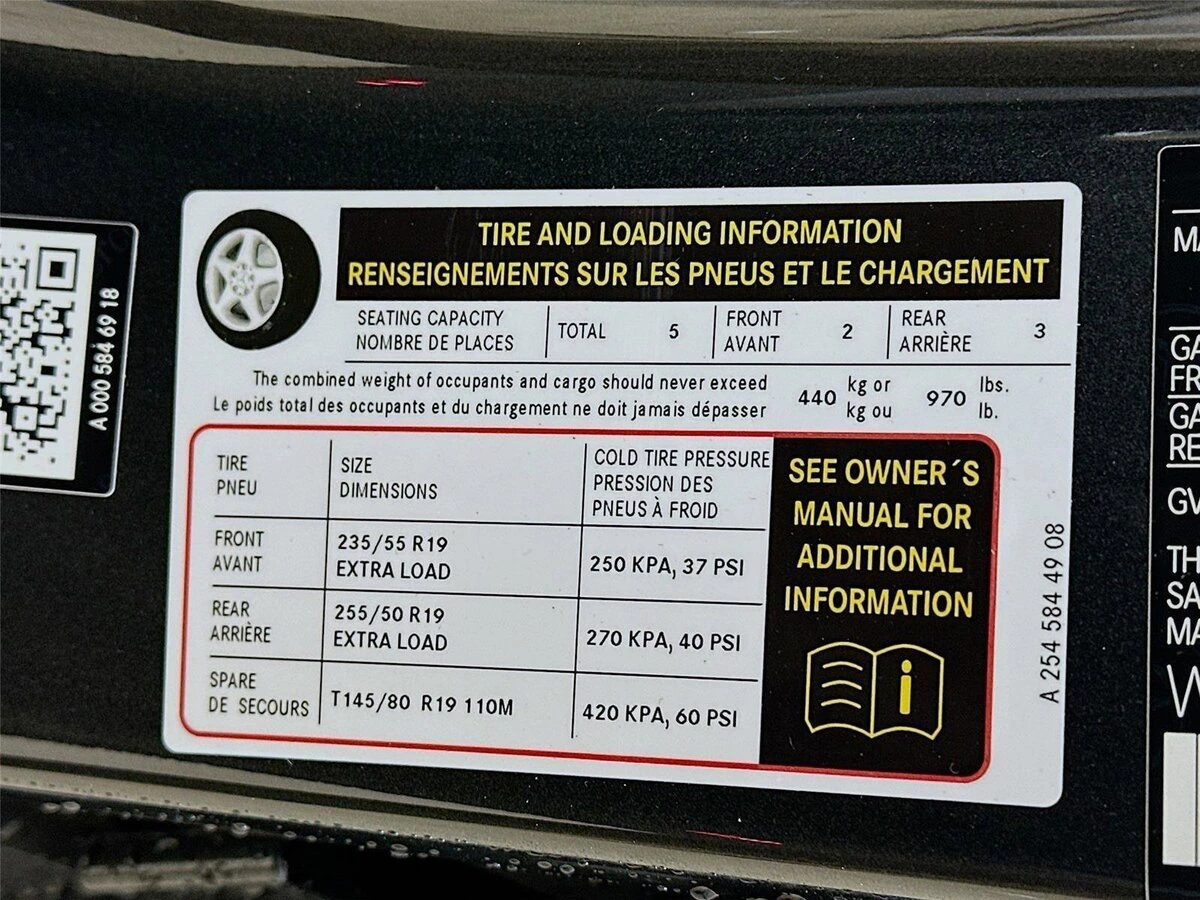 A 000 584 69 18
TIRE AND LOADING INFORMATION
RENSEIGNEMENTS SUR LES PNEUS ET LE CHARGEMENT
SEATING CAPACITY
NOMBRE DE PLACES
TOTAL 5
FRONT
AVANT
2
REAR
ARRIÈRE
3
The combined weight of occupants and cargo should never exceed
Le poids total des occupants et du chargement ne doit jamais dépasser
440
kg or
kg ou
970
lbs.
lb.
TIRE
PNEU
SIZE
DIMENSIONS
COLD TIRE PRESSURE
PRESSION DES
PNEUS À FROID
FRONT
AVANT
235/55 R19
EXTRA LOAD
250 KPA, 37 PSI
REAR
ARRIÈRE
255/50 R19
EXTRA LOAD
270 KPA, 40 PSI
SPARE
DE SECOURS
T145/80 R19 110M
420 KPA, 60 PSI
SEE OWNER´S
MANUAL FOR
ADDITIONAL
INFORMATION
i
A 254 584 49 08